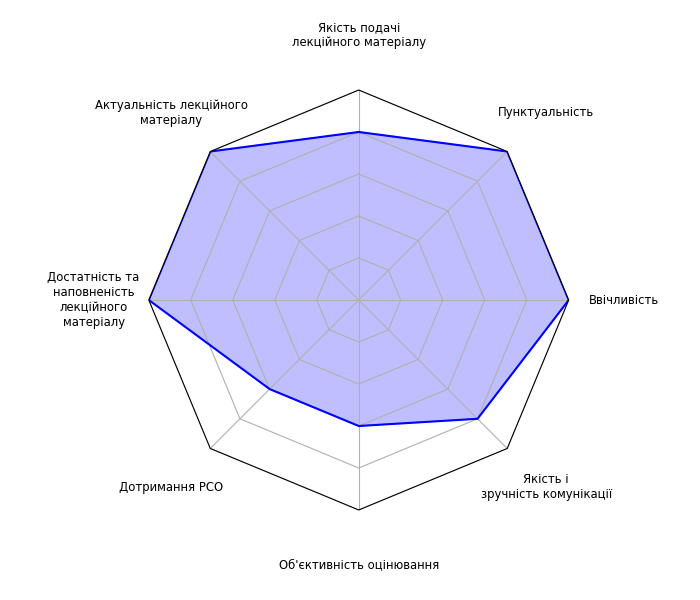 Якість подачі
лекційного матеріалу
Актуальність лекційного
матеріалу
Пунктуальність
Достатність та
наповненість
лекційного
матеріалу
Ввічливість
Дотримання РСО
Якість і
зручність комунікації
Об'єктивність оцінювання